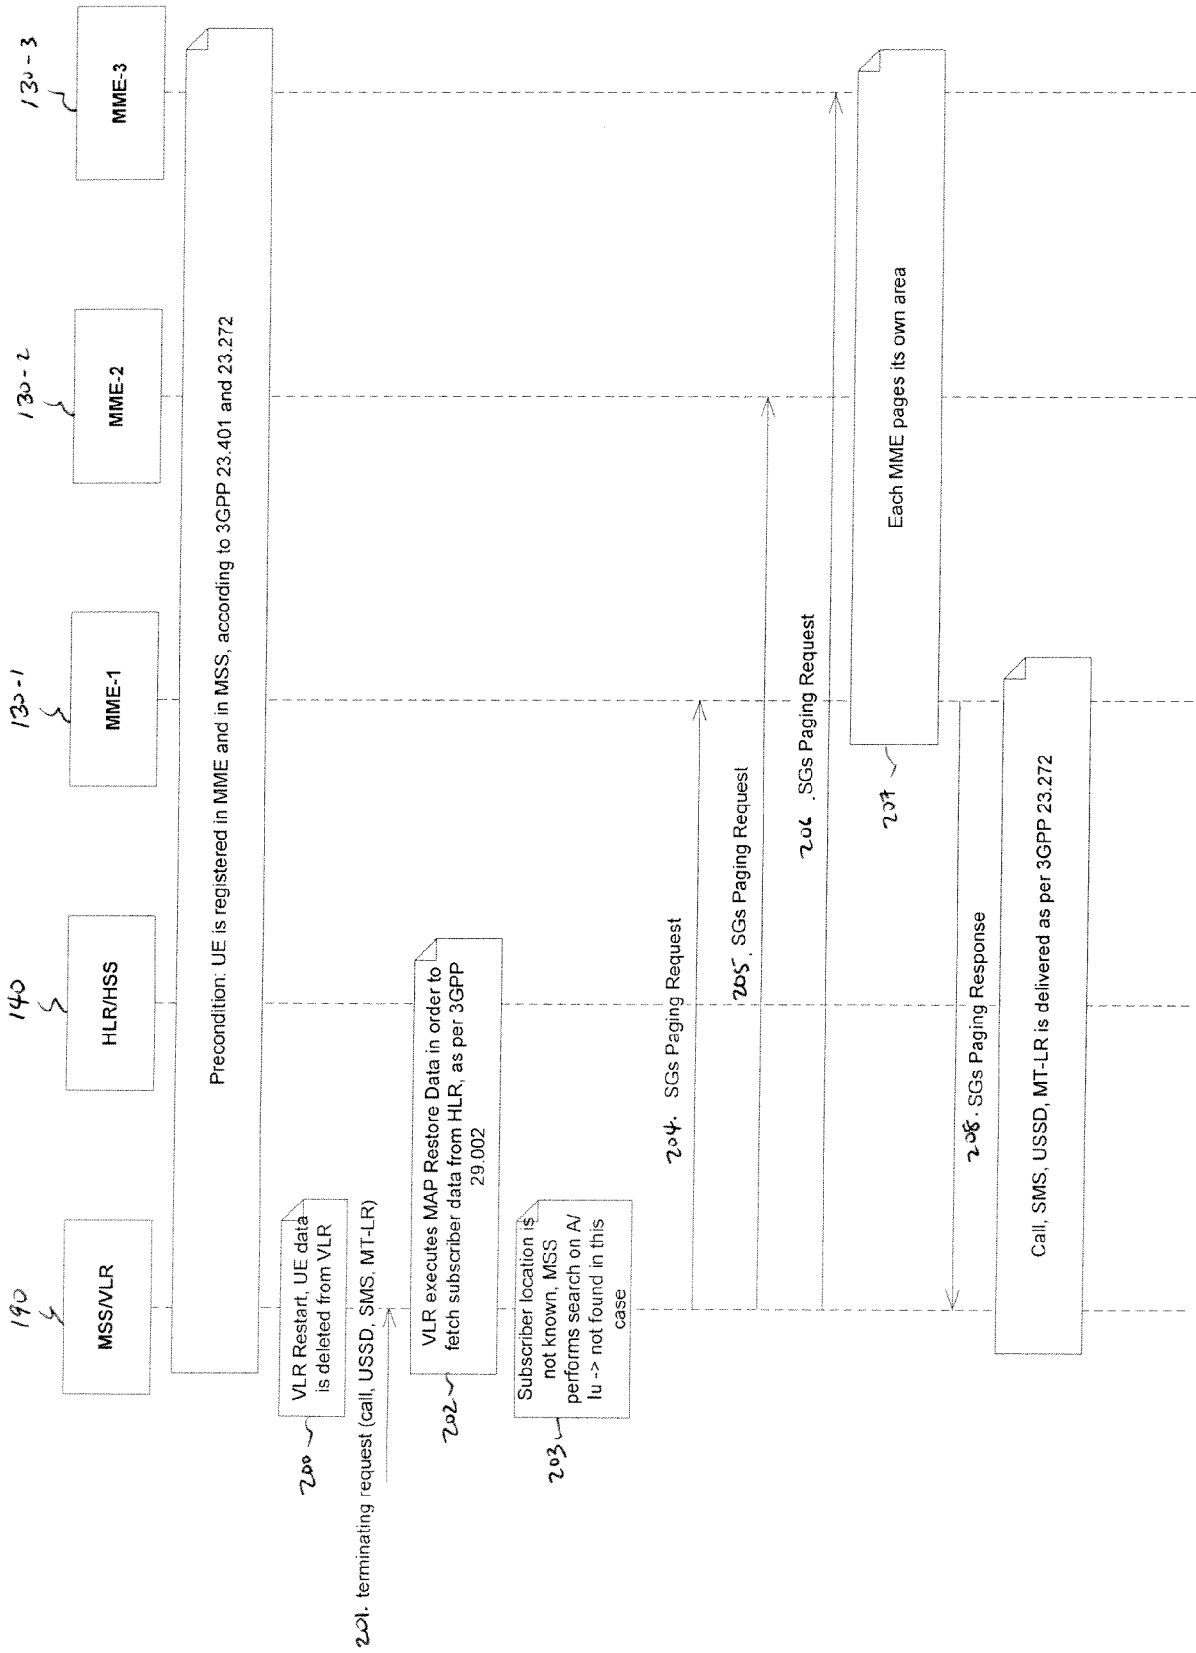 190
140
130-1
130-2
130-3
MSS/VLR
HLR/HSS
MME-1
MME-2
MME-3
Precondition: UE is registered in MME and in MSS, according to 3GPP 23.401 and 23.272
200
VLR Restart, UE data
is deleted from VLR
201. terminating request (call, USSD, SMS, MT-LR)
202
VLR executes MAP Restore Data in order to
fetch subscriber data from HLR, as per 3GPP
29.002
203
Subscriber location is
not known, MSS
performs search on A/
Iu -> not found in this
case
204. SGs Paging Request
205. SGs Paging Request
206. SGs Paging Request
207
Each MME pages its own area
208. SGs Paging Response
Call, SMS, USSD, MT-LR is delivered as per 3GPP 23.272